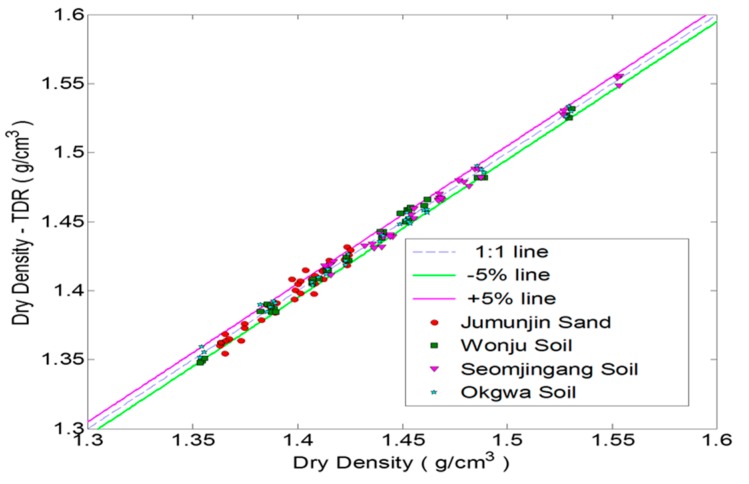 1.6
1.55
1.5
1.45
1.4
1.35
1.3
Dry Density - TDR ( g/cm³ )
1:1 line
-5% line
+5% line
Jumunjin Sand
Wonju Soil
Seomjingang Soil
Okgwa Soil
1.3 1.35 1.4 1.45 1.5 1.55 1.6
Dry Density ( g/cm³ )